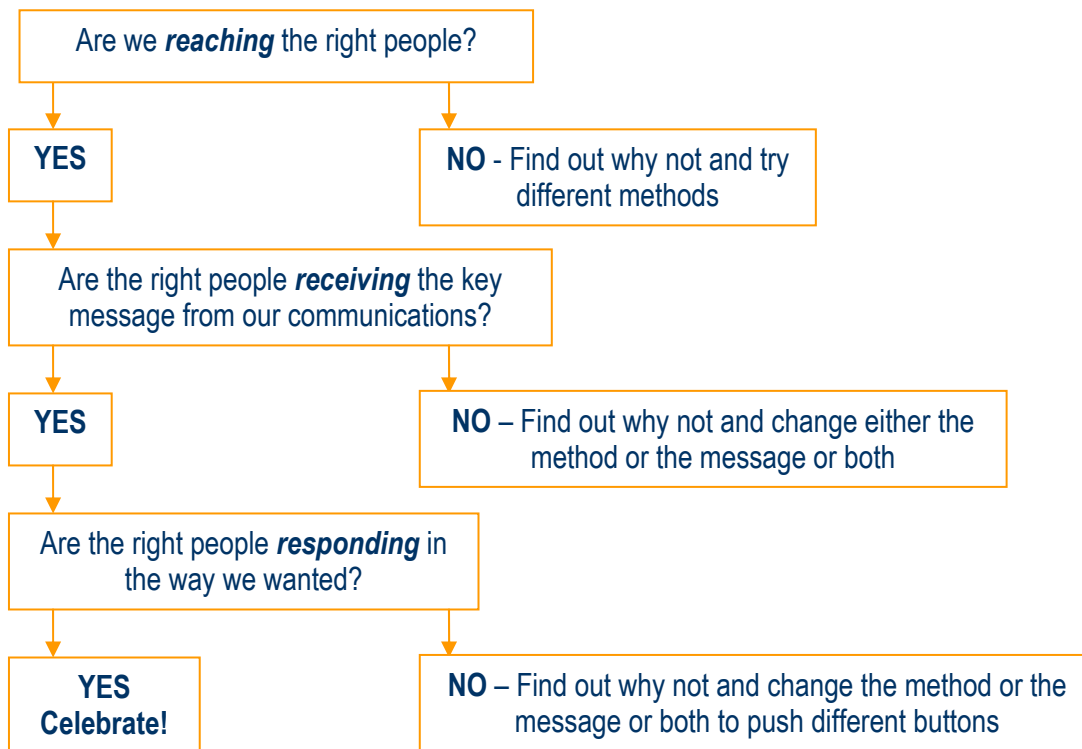 Are we reaching the right people?
YES
NO - Find out why not and try
different methods
Are the right people receiving the key
message from our communications?
YES
NO – Find out why not and change either the
method or the message or both
Are the right people responding in
the way we wanted?
YES
Celebrate!
NO – Find out why not and change the method or the
message or both to push different buttons